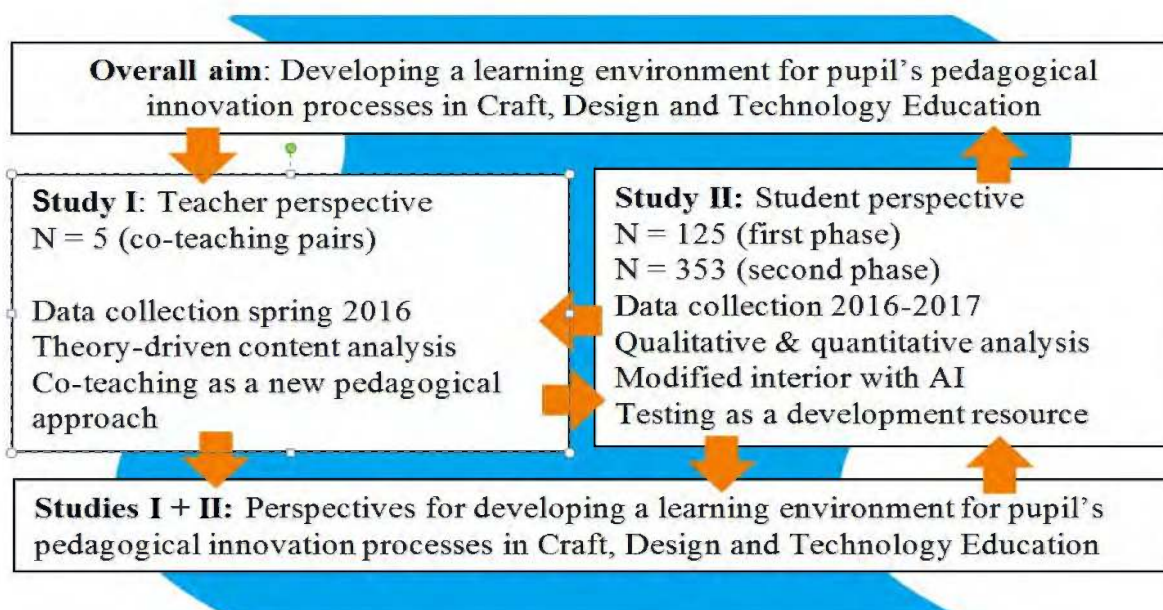 Overall aim: Developing a learning environment for pupil's pedagogical
innovation processes in Craft, Design and Technology Education
Study I: Teacher perspective
N = 5 (co-teaching pairs)
Data collection spring 2016
Theory-driven content analysis
Co-teaching as a new pedagogical
approach
Study II: Student perspective
N = 125 (first phase)
N = 353 (second phase)
Data collection 2016-2017
Qualitative & quantitative analysis
Modified interior with AI
Testing as a development resource
Studies I + II: Perspectives for developing a learning environment for pupil's
pedagogical innovation processes in Craft, Design and Technology Education